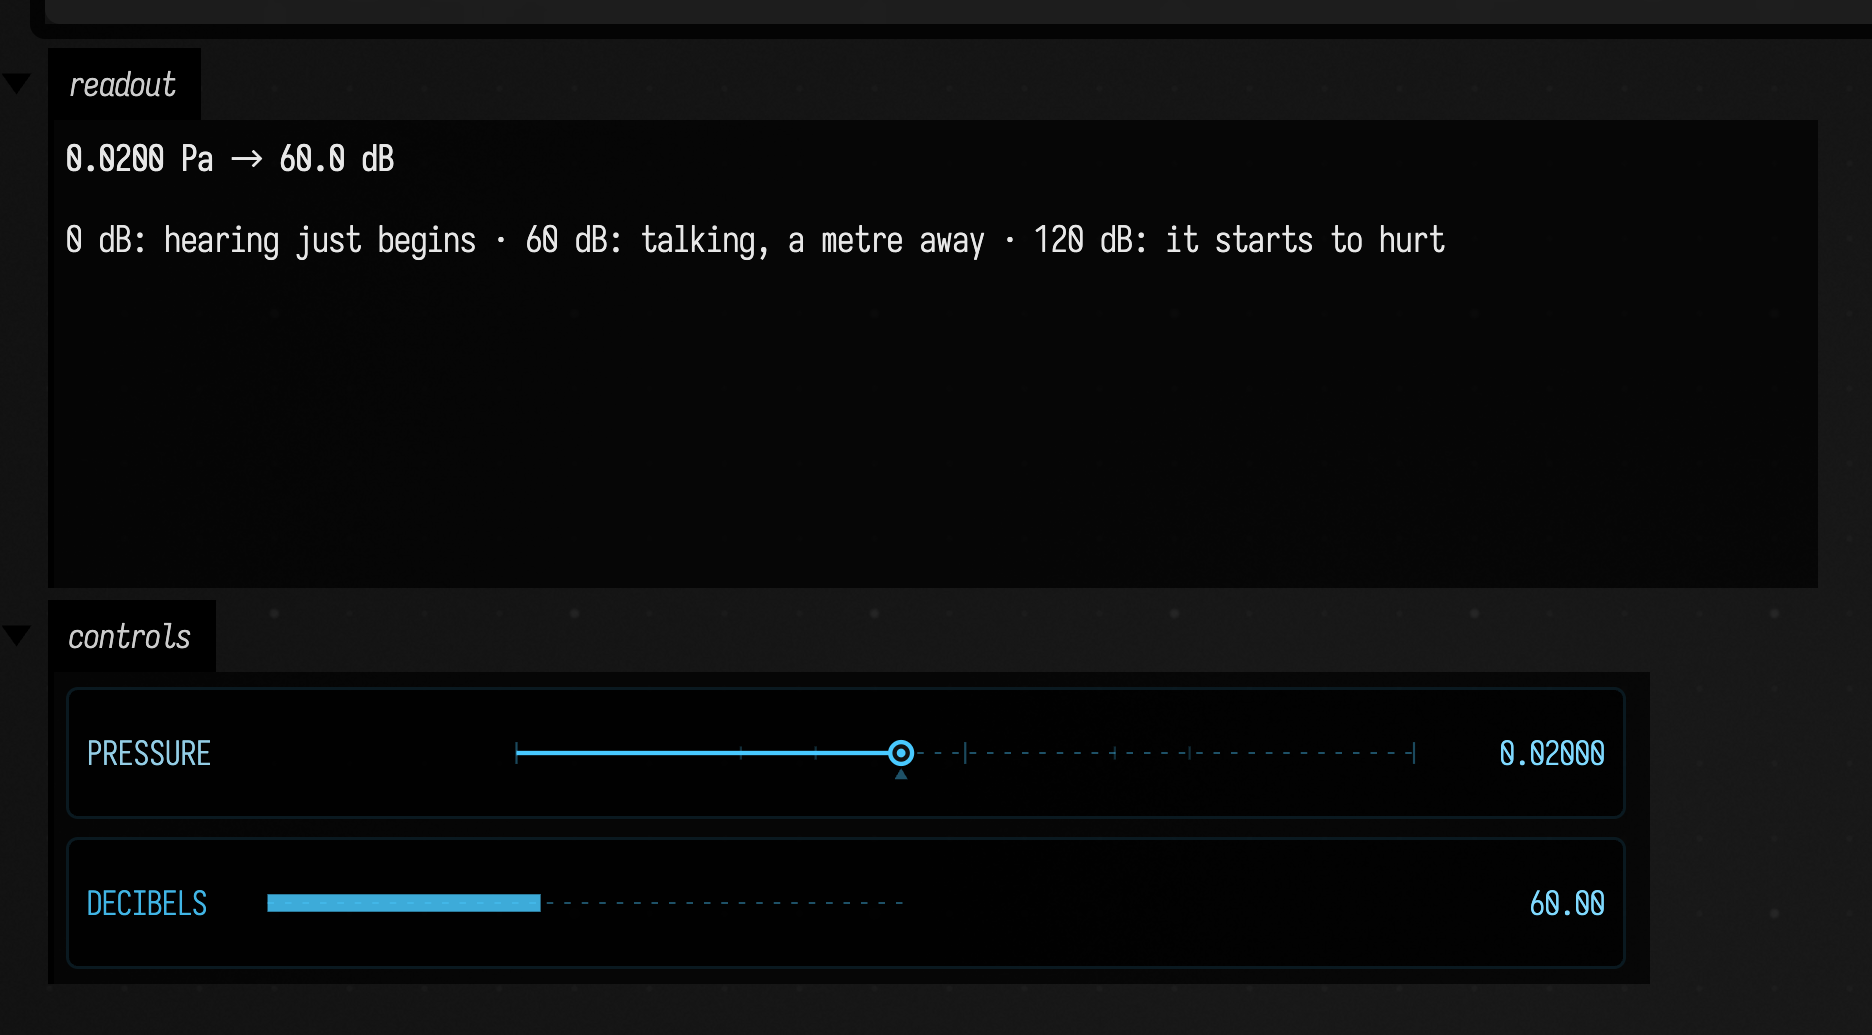 readout
0.0200 Pa → 60.0 dB
0 dB: hearing just begins · 60 dB: talking, a metre away · 120 dB: it starts to hurt
controls
PRESSURE 0.02000
DECIBELS 60.00